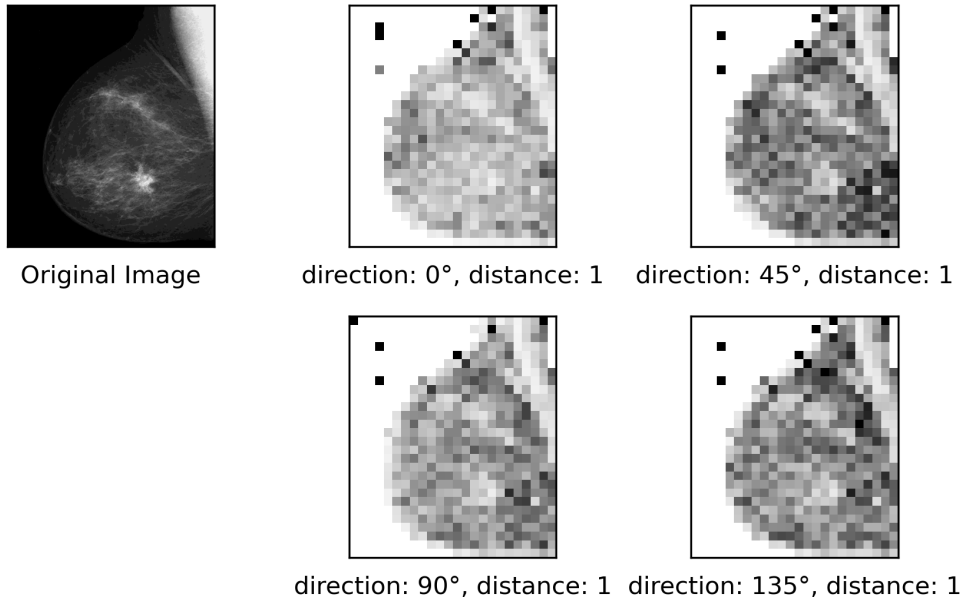 Original Image
direction: 0°, distance: 1
direction: 45°, distance: 1
direction: 90°, distance: 1
direction: 135°, distance: 1